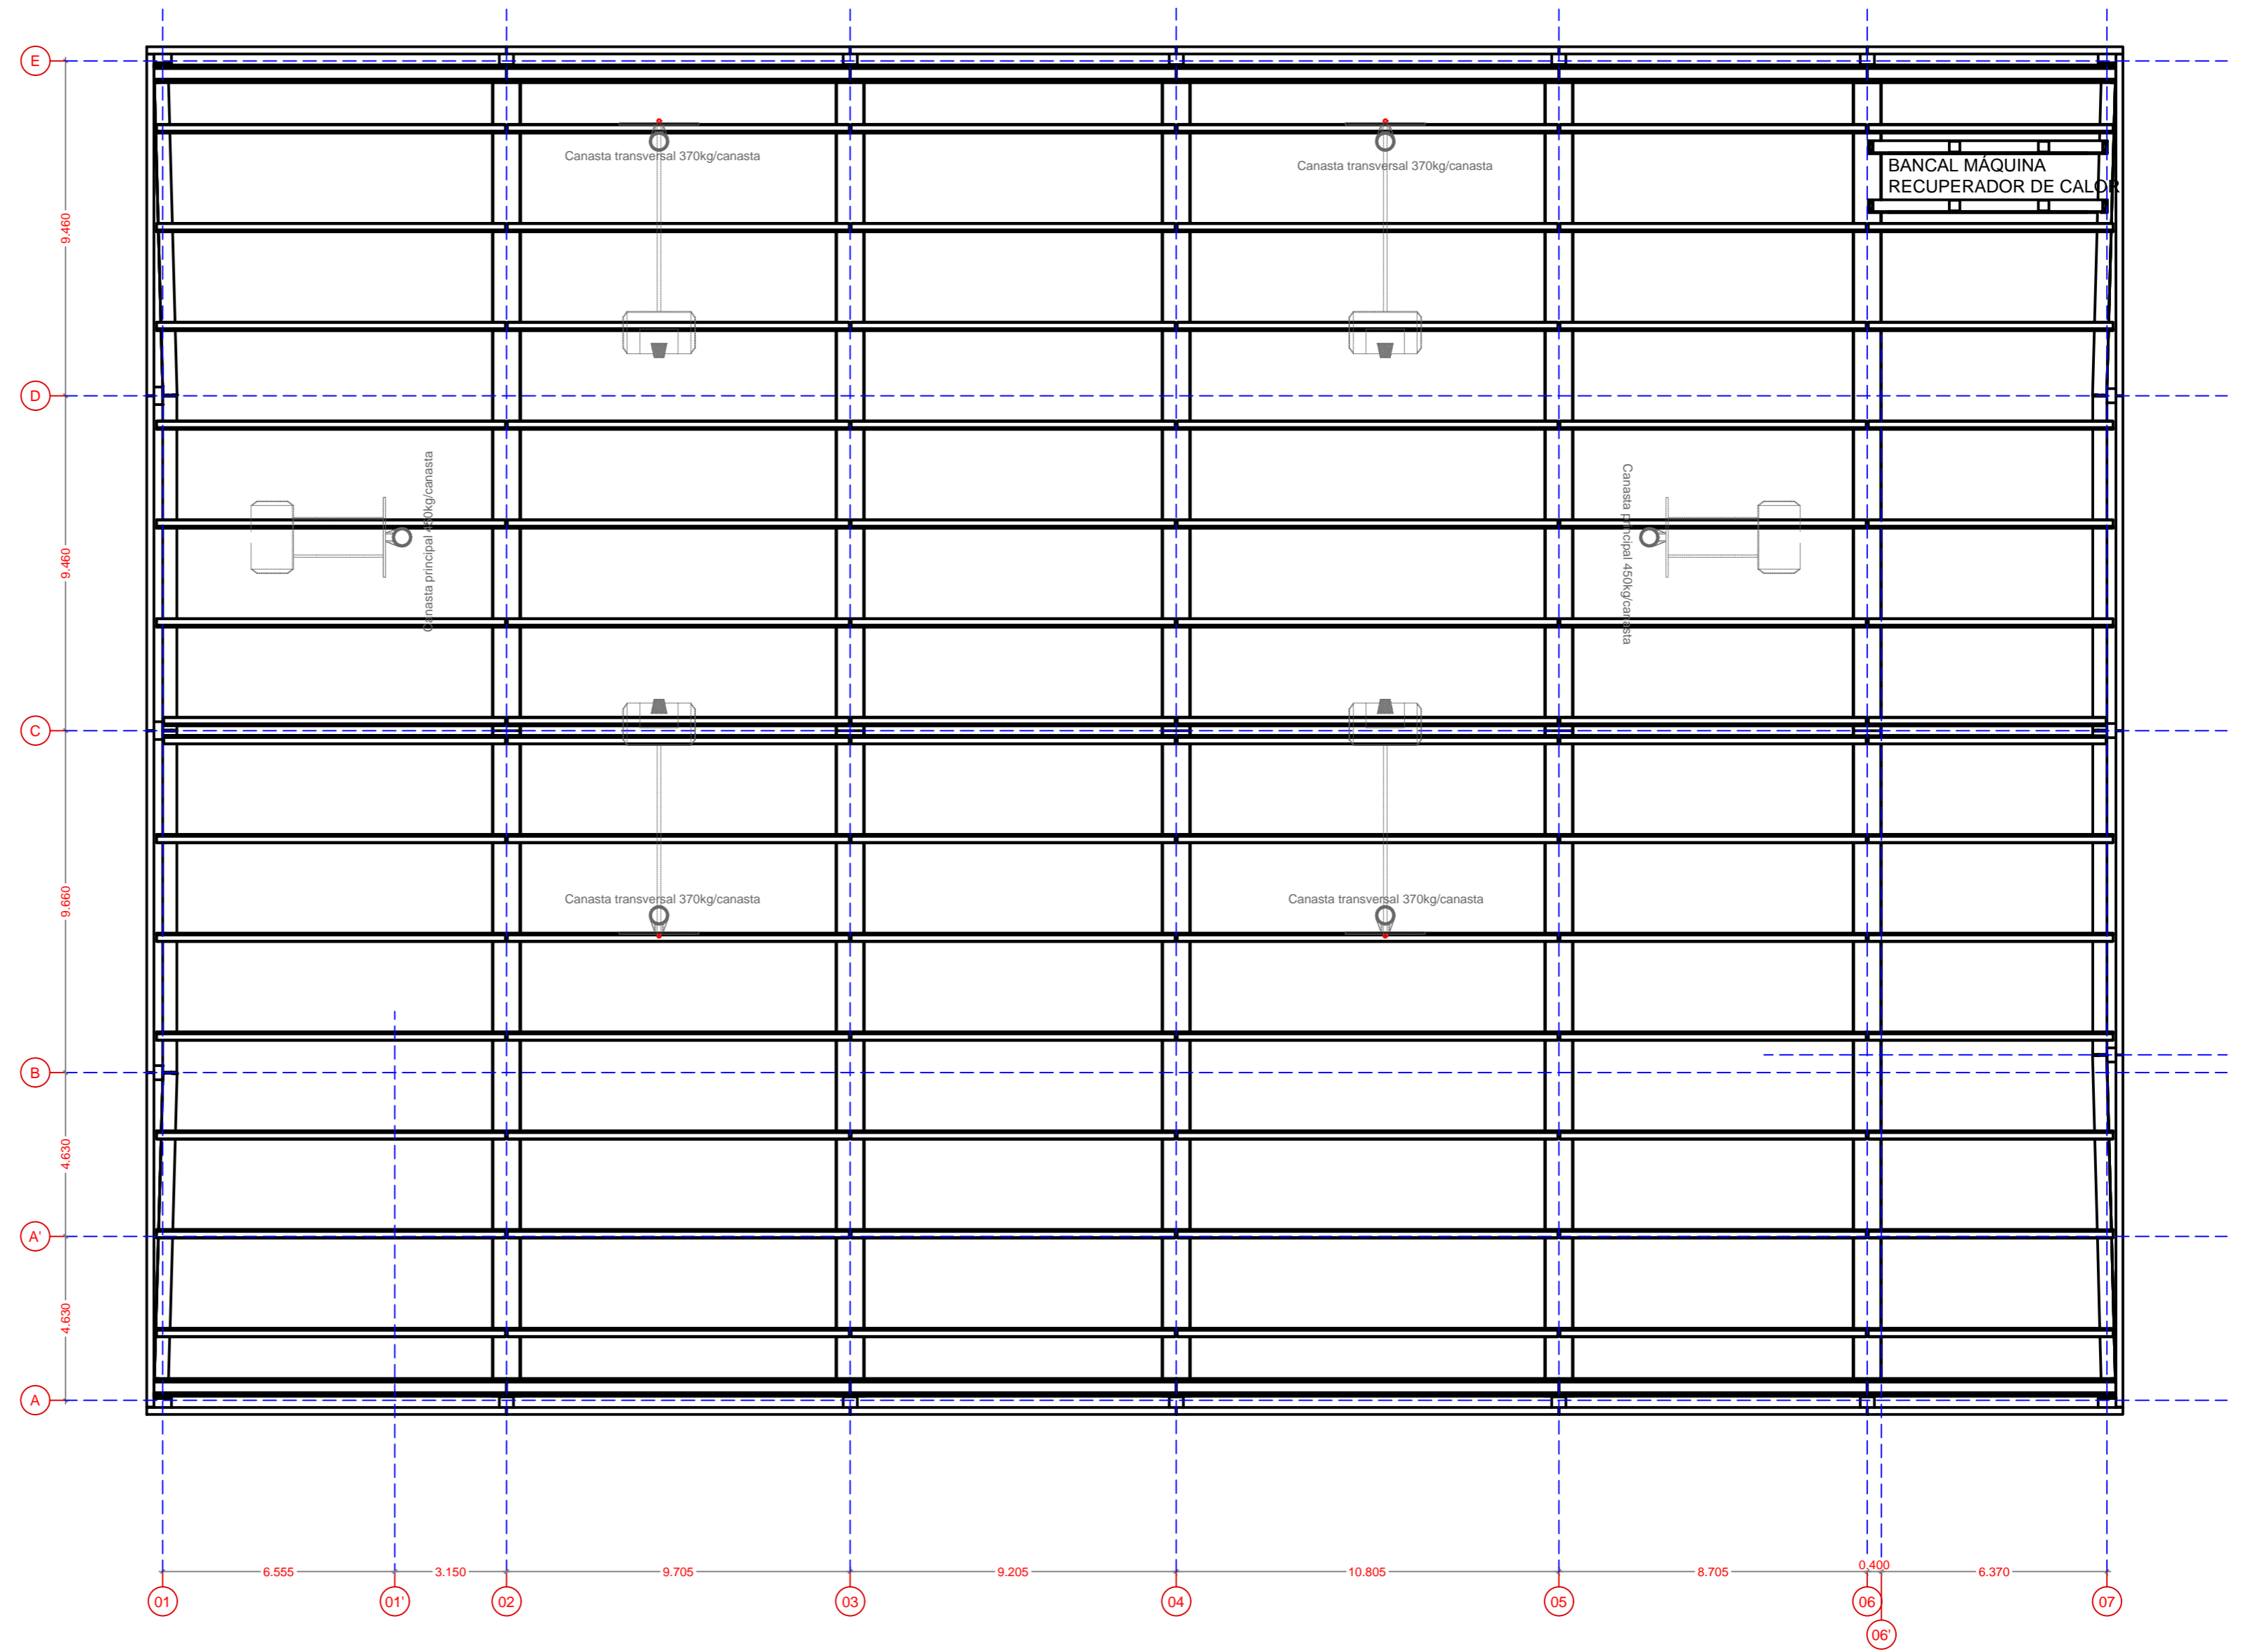 E
Canasta transversal 370kg/canasta
Canasta transversal 370kg/canasta
BANCAL MÁQUINA
RECUPERADOR DE CALOR
9.460
D
Canasta principal 450kg/canasta
Canasta principal 450kg/canasta
9.460
C
9.660
Canasta transversal 370kg/canasta
Canasta transversal 370kg/canasta
B
4.630
A'
4.630
A
6.555
3.150
9.705
9.205
10.805
8.705
0.400
6.370
01
01'
02
03
04
05
06
07
06'